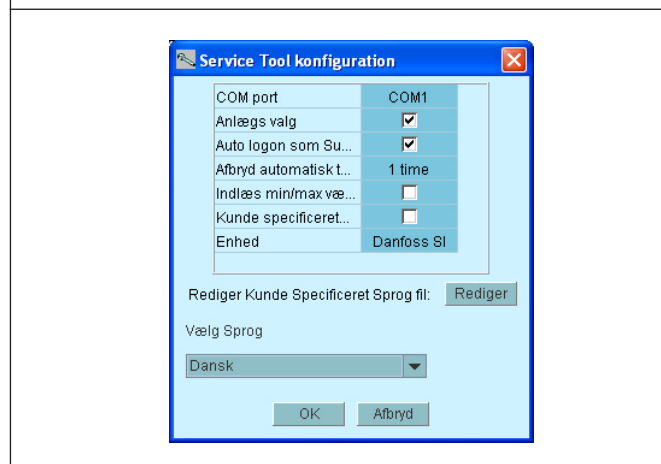 Service Tool konfiguration
COM port COM1
Anlægs valg
Auto logon som Su...
Afbryd automatisk t... 1 time
Indlæs min/max væ...
Kunde specificeret...
Enhed Danfoss SI
Rediger Kunde Specificeret Sprog fil: Rediger
Vælg Sprog
Dansk
OK Afbryd